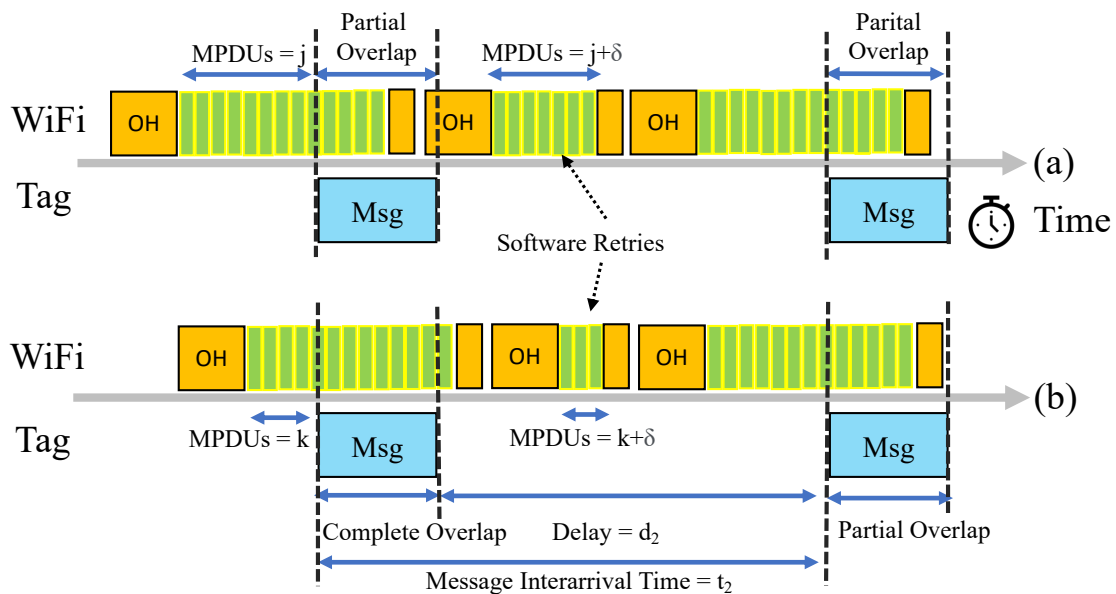 Partial
Overlap
Parital
Overlap
MPDUs = j
MPDUs = j+δ
WiFi
OH
OH
OH
(a)
Tag
Msg
Msg
Time
Software Retries
WiFi
OH
OH
OH
(b)
Tag
MPDUs = k
Msg
MPDUs = k+δ
Msg
Complete Overlap
Delay = d₂
Partial Overlap
Message Interarrival Time = t₂